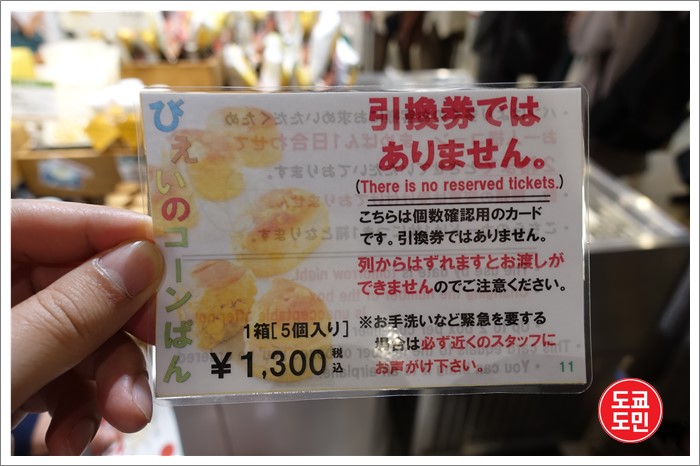 びえいのコーンぱん
引換券では
ありません。
(There is no reserved tickets.)
こちらは個数確認用のカード
です。引換券ではありません。
列からはずれますとお渡しが
できませんのでご注意ください。
※お手洗いなど緊急を要する
場合は必ず近くのスタッフに
お声がけ下さい。
1箱[5個入り]
¥1,300税込
11
도쿄
도민